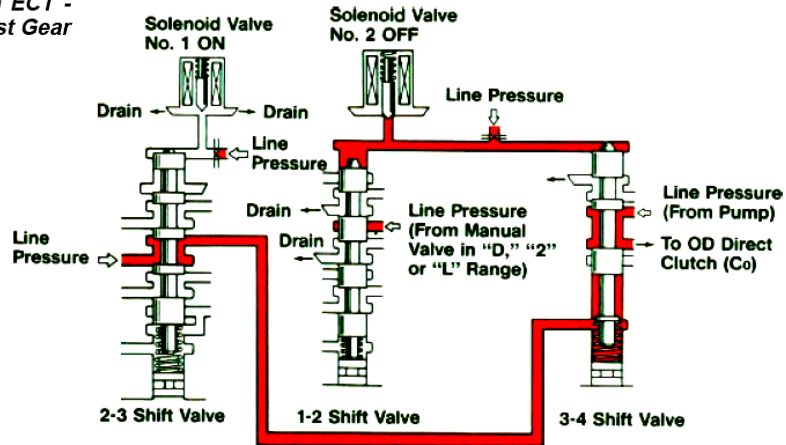 ECT -
st Gear
Solenoid Valve
No. 1 ON
Solenoid Valve
No. 2 OFF
Drain
Drain
Line Pressure
Line
Pressure
Drain
Line Pressure
(From Manual
Valve in "D," "2"
or "L" Range)
Drain
Line Pressure
(From Pump)
To OD Direct
Clutch (Co)
Line
Pressure
2-3 Shift Valve
1-2 Shift Valve
3-4 Shift Valve